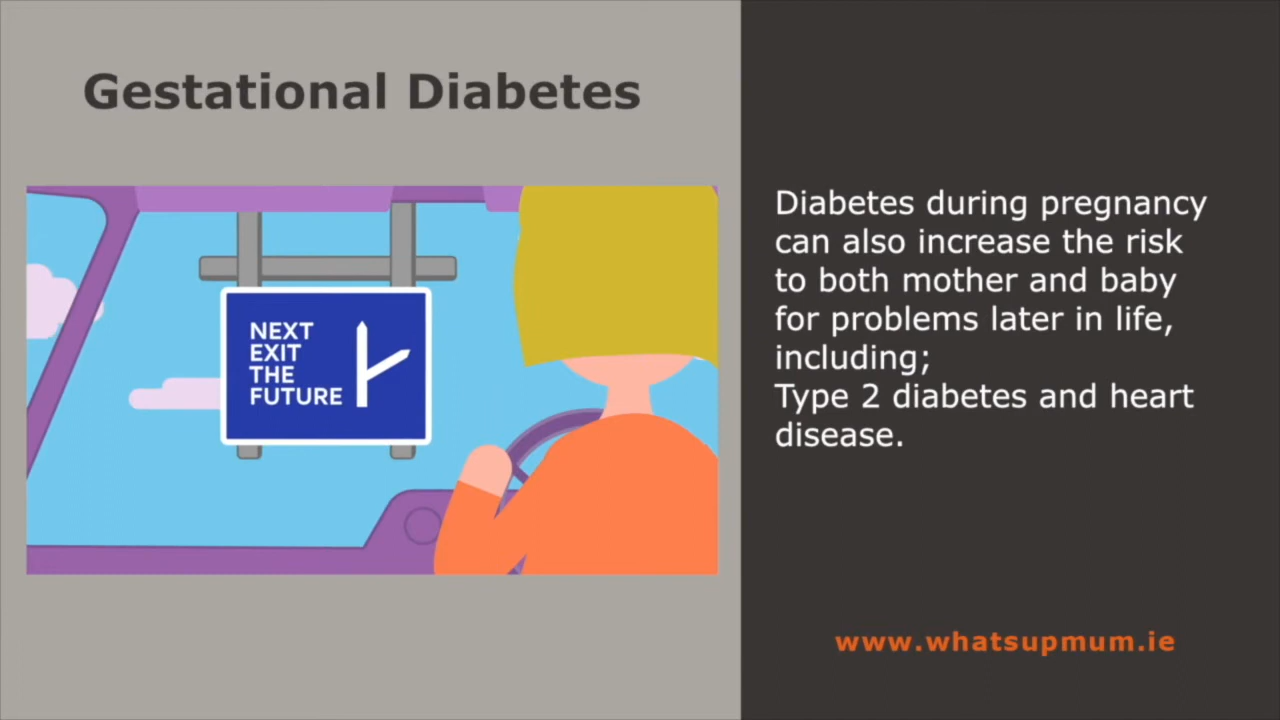 Gestational Diabetes
NEXT
EXIT
THE
FUTURE
Diabetes during pregnancy
can also increase the risk
to both mother and baby
for problems later in life,
including;
Type 2 diabetes and heart
disease.
www.whatsupmum.ie